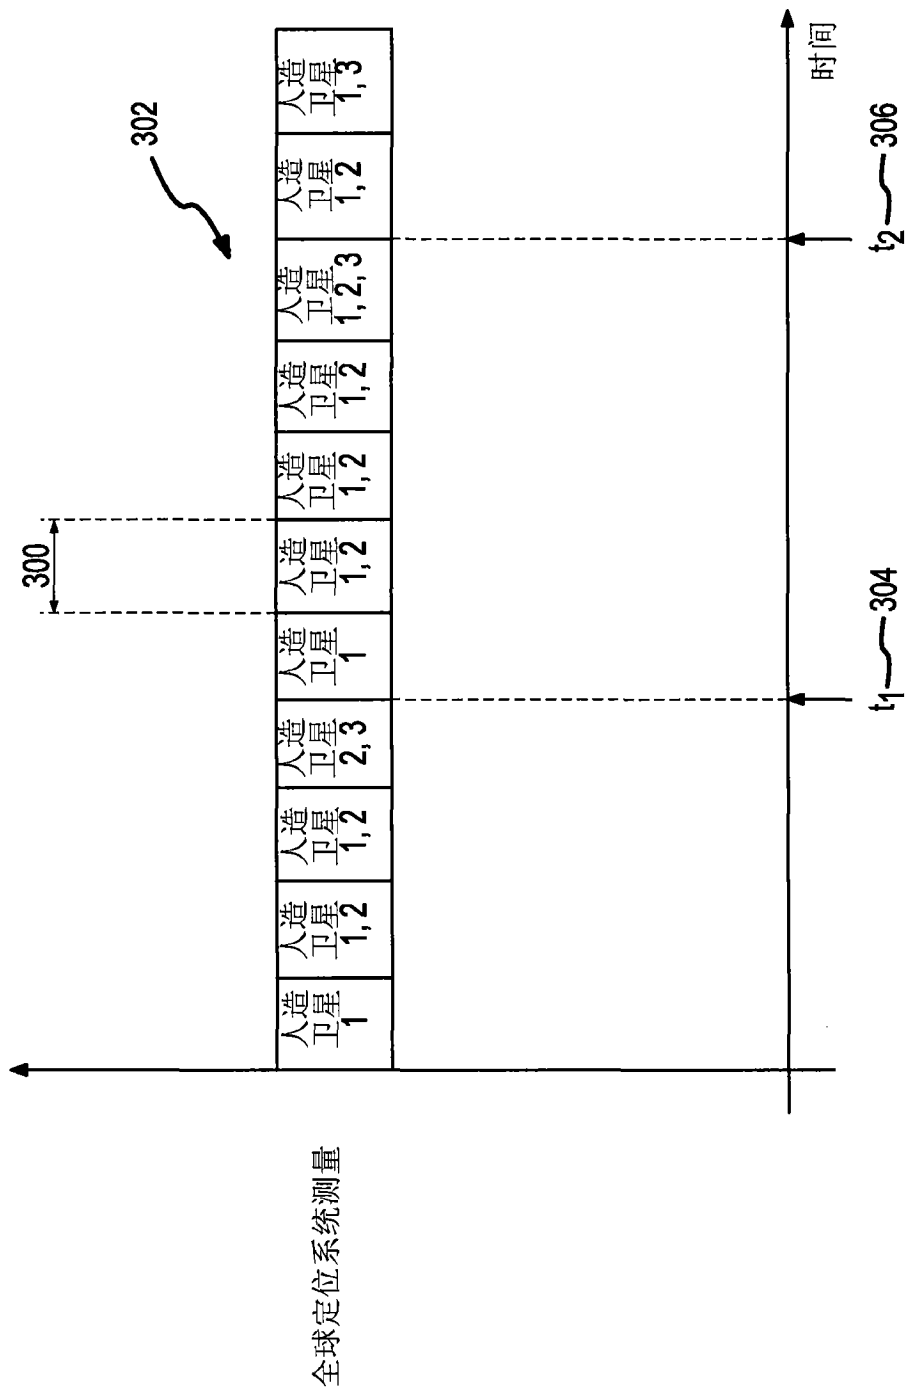 300
302
全球定位系统测量
人造
卫星
1
人造
卫星
1, 2
人造
卫星
1, 2
人造
卫星
2, 3
人造
卫星
1
人造
卫星
1, 2
人造
卫星
1, 2
人造
卫星
1, 2
人造
卫星
1, 2, 3
人造
卫星
1, 2
人造
卫星
1, 3
时间
t1 304
t2 306